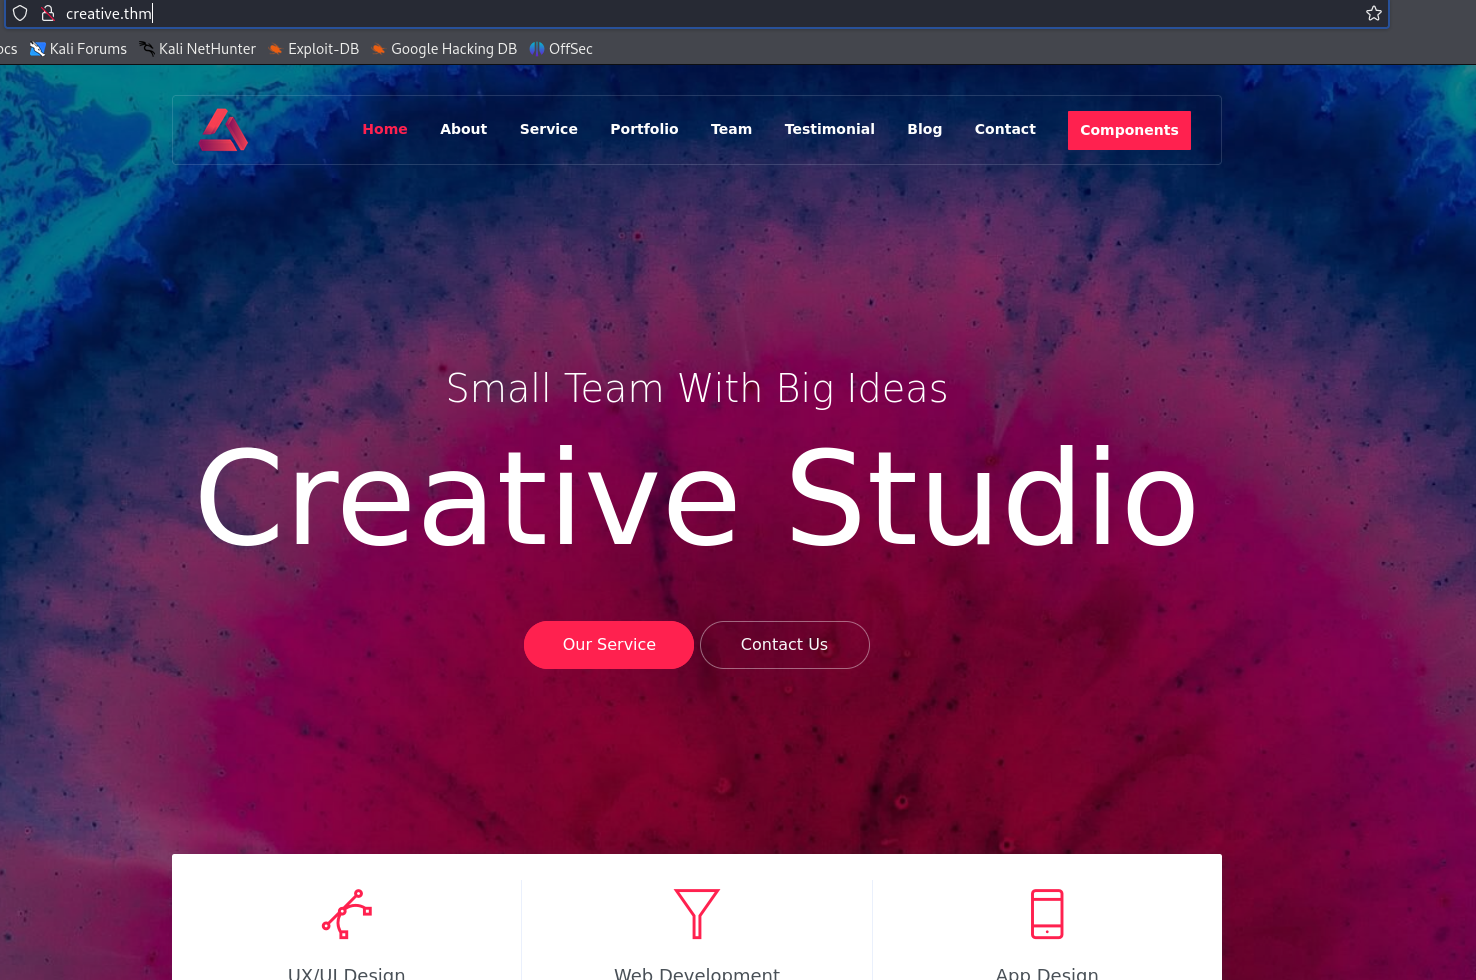 creative.thm
ocs Kali Forums Kali NetHunter Exploit-DB Google Hacking DB OffSec
Home About Service Portfolio Team Testimonial Blog Contact Components
Small Team With Big Ideas
Creative Studio
Our Service Contact Us
UX/UI Design Web Development App Design